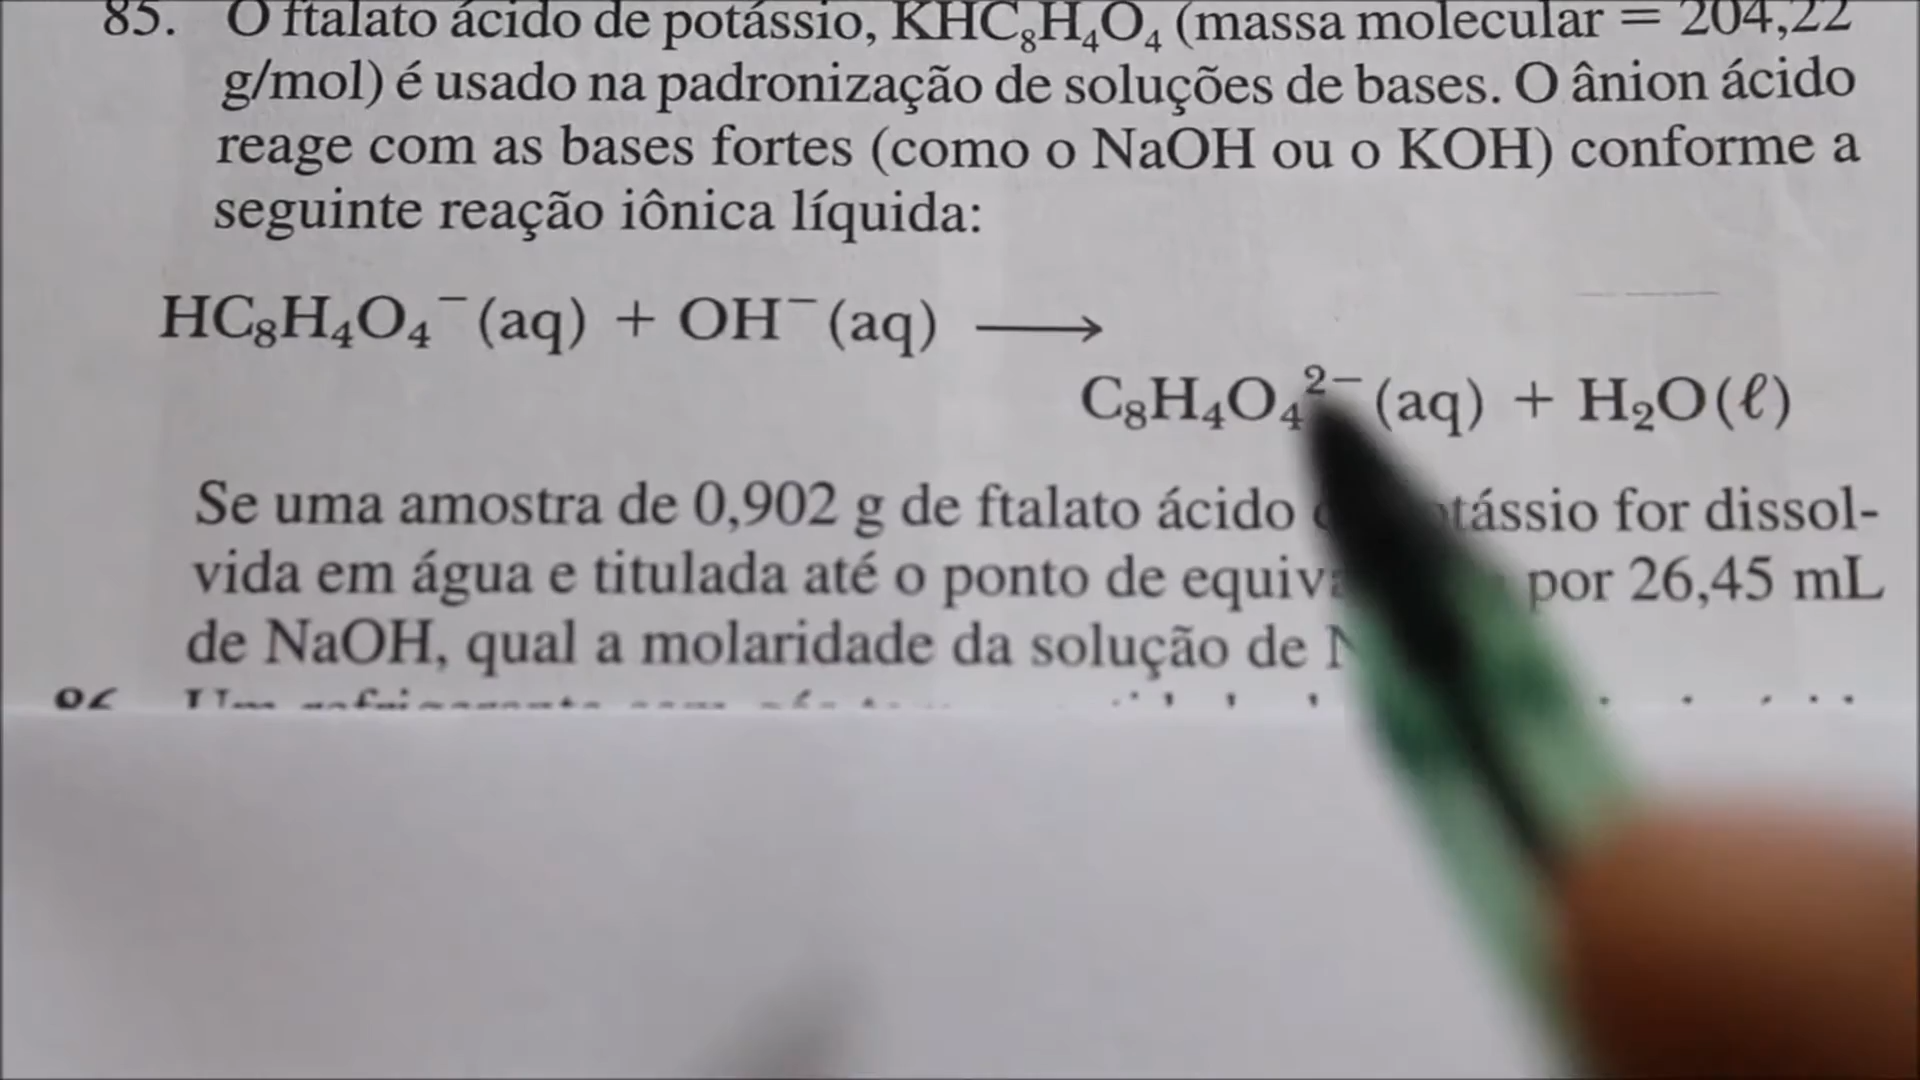 85. O ftalato ácido de potássio, KHC₈H₄O₄ (massa molecular = 204,22
g/mol) é usado na padronização de soluções de bases. O ânion ácido
reage com as bases fortes (como o NaOH ou o KOH) conforme a
seguinte reação iônica líquida:
HC₈H₄O₄⁻(aq) + OH⁻(aq) ⟶
C₈H₄O₄²⁻(aq) + H₂O(ℓ)
Se uma amostra de 0,902 g de ftalato ácido for dissol-
vida em água e titulada até o ponto de por 26,45 mL
de NaOH, qual a molaridade da solução de